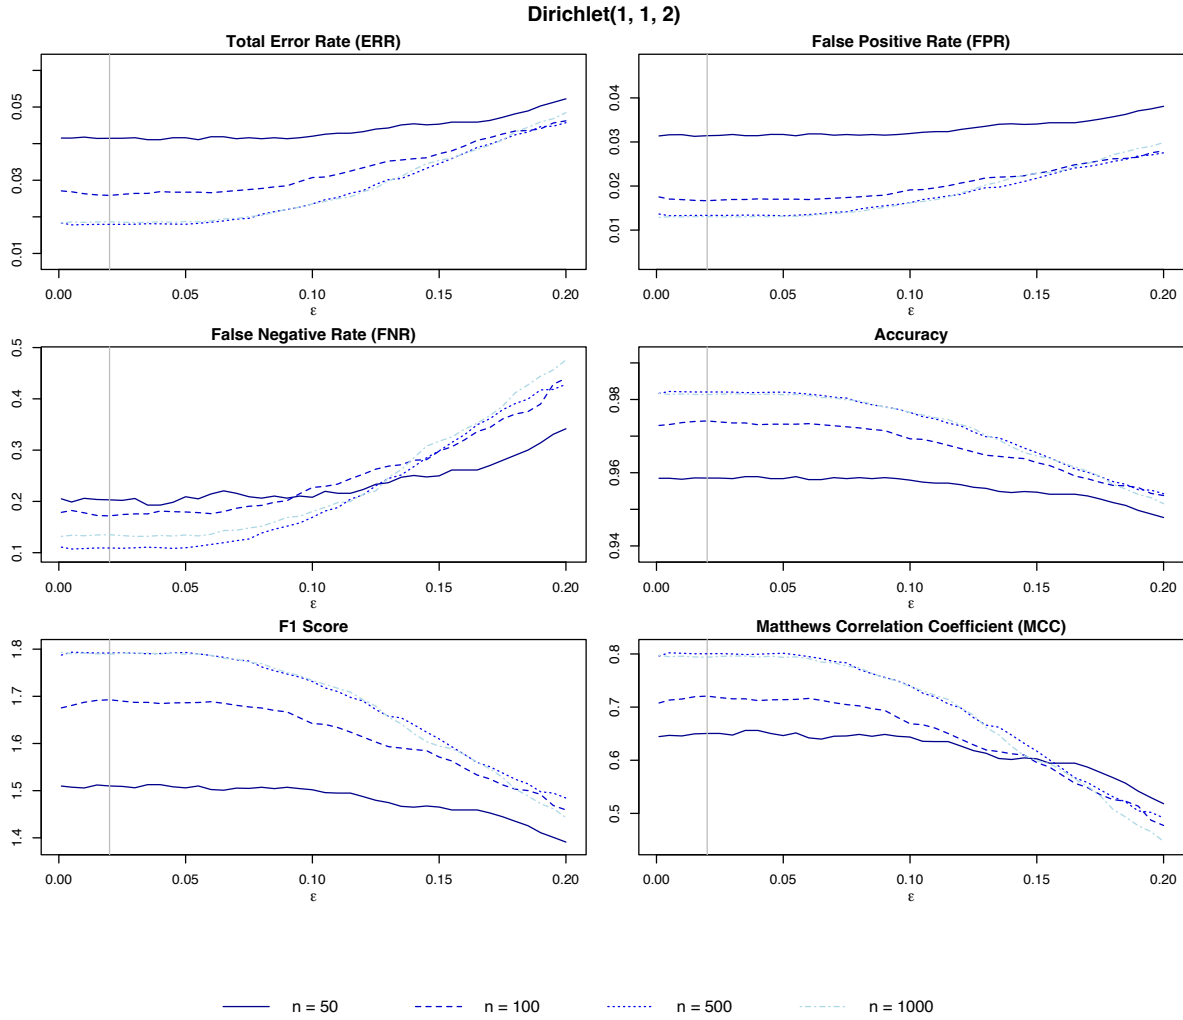 Dirichlet(1, 1, 2)
Total Error Rate (ERR)
0.01 0.03 0.05
0.00 0.05 0.10 0.15 0.20
ε
False Positive Rate (FPR)
0.01 0.02 0.03 0.04
0.00 0.05 0.10 0.15 0.20
ε
False Negative Rate (FNR)
0.1 0.2 0.3 0.4 0.5
0.00 0.05 0.10 0.15 0.20
ε
Accuracy
0.94 0.96 0.98
0.00 0.05 0.10 0.15 0.20
ε
F1 Score
1.4 1.5 1.6 1.7 1.8
0.00 0.05 0.10 0.15 0.20
ε
Matthews Correlation Coefficient (MCC)
0.5 0.6 0.7 0.8
0.00 0.05 0.10 0.15 0.20
ε
n = 50 n = 100 n = 500 n = 1000